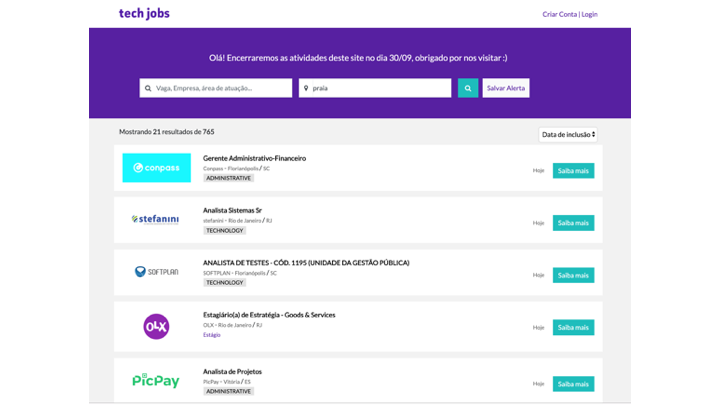 tech jobs
Criar Conta | Login
Olá! Encerraremos as atividades deste site no dia 30/09, obrigado por nos visitar :)
Vaga, Empresa, área de atuação...
praia
Salvar Alerta
Mostrando 21 resultados de 765
Data de inclusão
conpass
Gerente Administrativo-Financeiro
Conpass - Florianópolis / SC
ADMINISTRATIVE
Hoje
Saiba mais
stefanini
Analista Sistemas Sr
stefanini - Rio de Janeiro / RJ
TECHNOLOGY
Hoje
Saiba mais
SOFTPLAN
ANALISTA DE TESTES - CÓD. 1195 (UNIDADE DA GESTÃO PÚBLICA)
SOFTPLAN - Florianópolis / SC
TECHNOLOGY
Hoje
Saiba mais
OLX
Estagiário(a) de Estratégia - Goods & Services
OLX - Rio de Janeiro / RJ
Estágio
Hoje
Saiba mais
PicPay
Analista de Projetos
PicPay - Vitória / ES
ADMINISTRATIVE
Hoje
Saiba mais